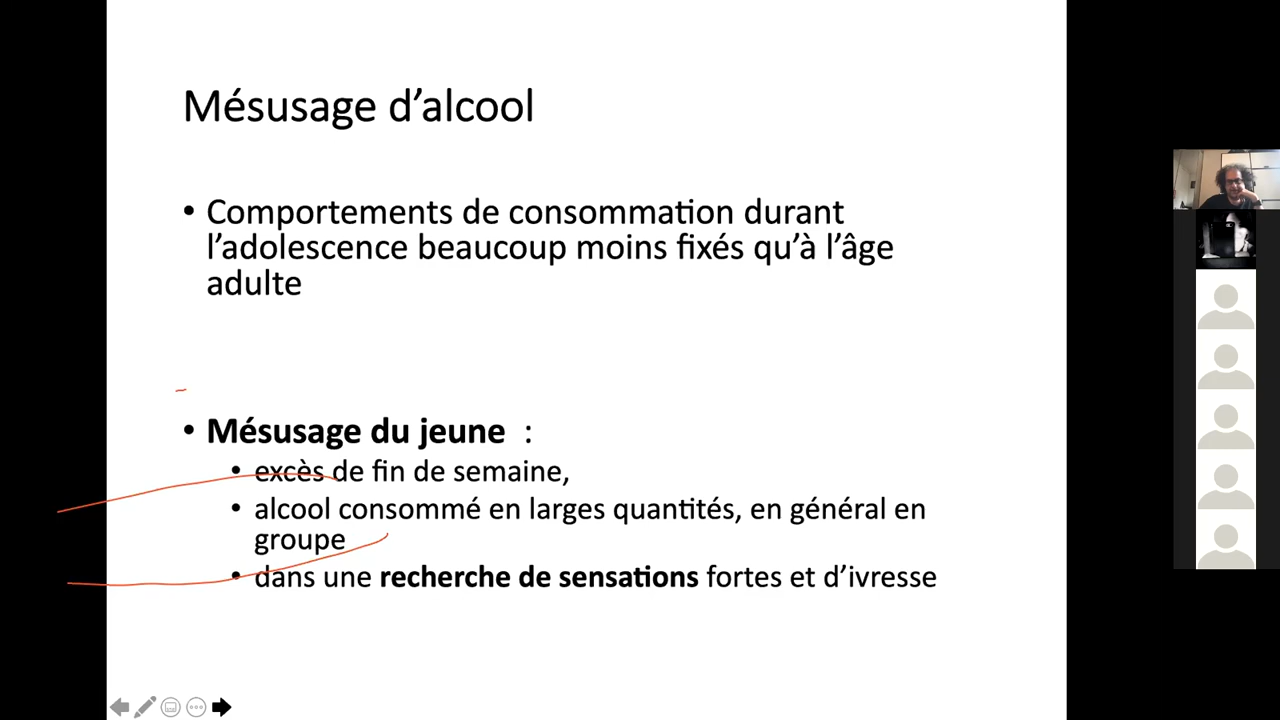 Mésusage d’alcool
• Comportements de consommation durant
l’adolescence beaucoup moins fixés qu’à l’âge
adulte
• Mésusage du jeune :
• excès de fin de semaine,
• alcool consommé en larges quantités, en général en
groupe
• dans une recherche de sensations fortes et d’ivresse